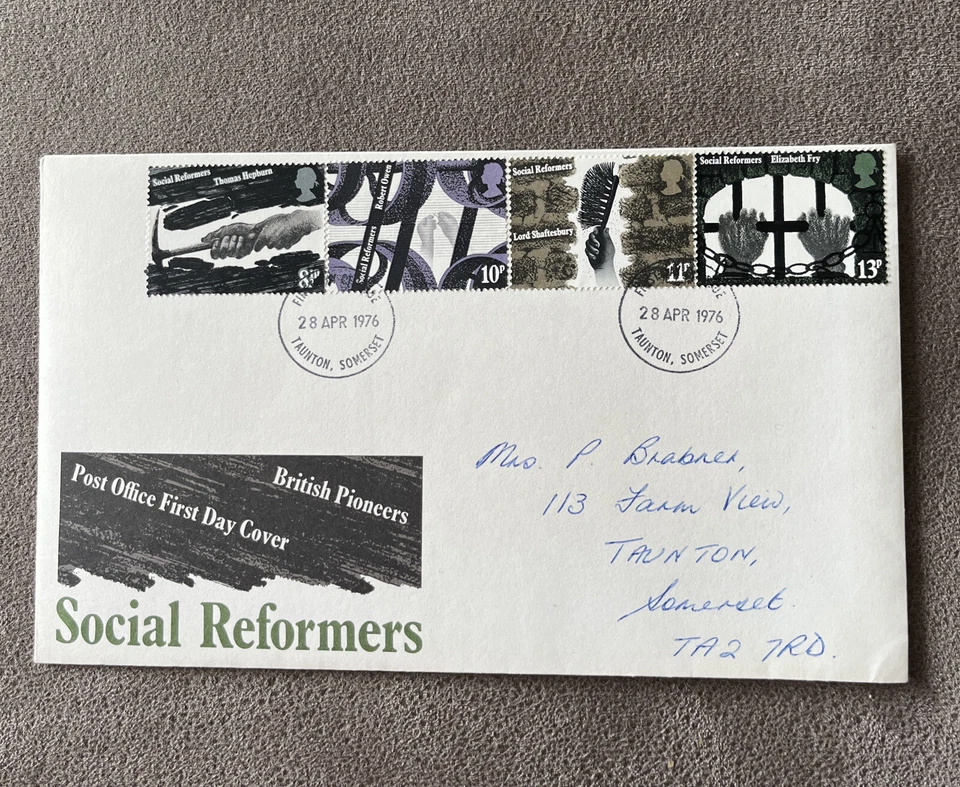 Social Reformers Thomas Hepburn
8½P
Social Reformers Robert Owen
10P
Social Reformers
Lord Shaftesbury
11P
Social Reformers Elizabeth Fry
13P
28 APR 1976
TAUNTON, SOMERSET
28 APR 1976
TAUNTON, SOMERSET
British Pioneers
Post Office First Day Cover
Social Reformers
Mrs. P. Brabner,
113 Farm View,
TAUNTON,
Somerset.
TA2 7RD.